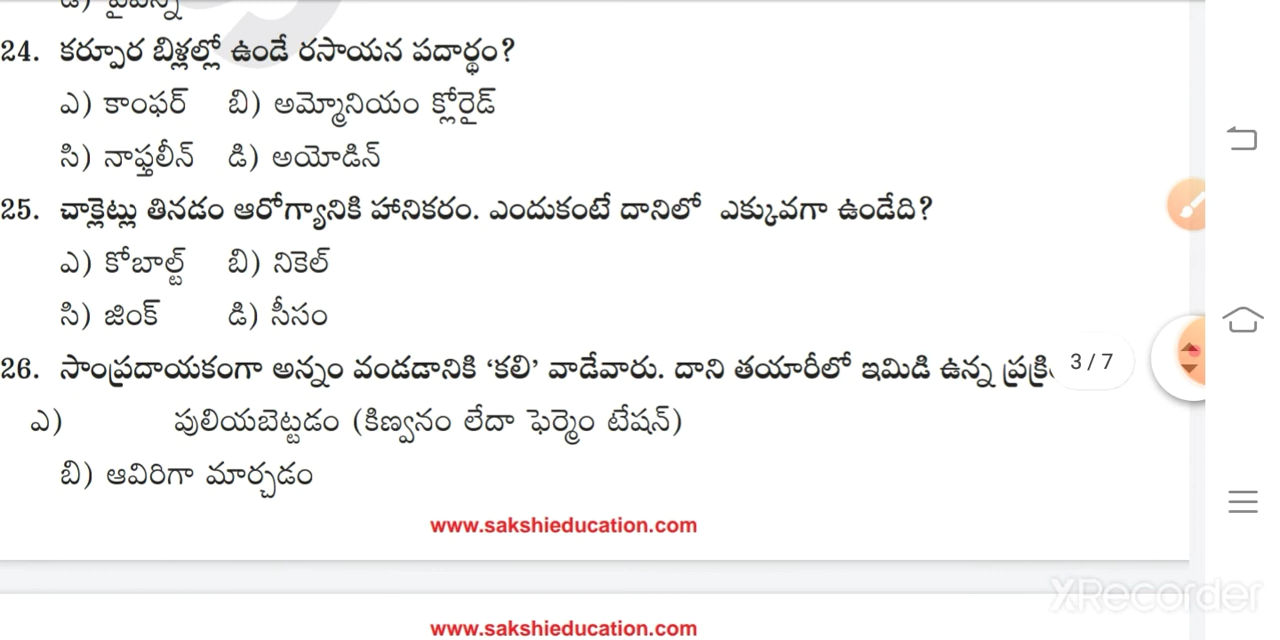 24. కర్పూర బిళ్లల్లో ఉండే రసాయన పదార్థం?
ఎ) కాంఫర్ బి) అమ్మోనియం క్లోరైడ్
సి) నాఫ్తలీన్ డి) అయోడిన్
25. చాక్లెట్లు తినడం ఆరోగ్యానికి హానికరం. ఎందుకంటే దానిలో ఎక్కువగా ఉండేది?
ఎ) కోబాల్ట్ బి) నికెల్
సి) జింక్ డి) సీసం
26. సాంప్రదాయకంగా అన్నం వండడానికి ‘కలి’ వాడేవారు. దాని తయారీలో ఇమిడి ఉన్న
3 / 7
ఎ) పులియబెట్టడం (కిణ్వనం లేదా ఫెర్మెం టేషన్)
బి) ఆవిరిగా మార్చడం
www.sakshieducation.com
XRecorder
www.sakshieducation.com